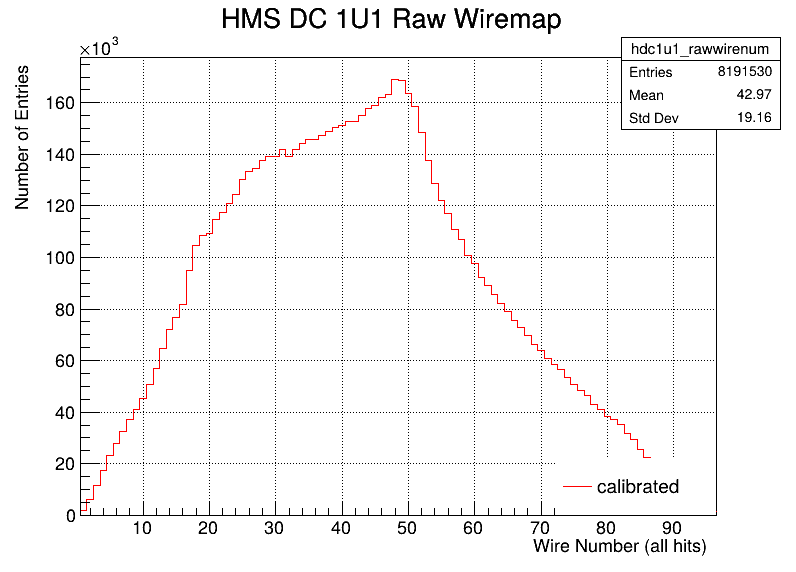 HMS DC 1U1 Raw Wiremap
×10³
hdc1u1_rawwirenum
Entries 8191530
Mean 42.97
Std Dev 19.16
Number of Entries
160
140
120
100
80
60
40
20
0
calibrated
10 20 30 40 50 60 70 80 90
Wire Number (all hits)